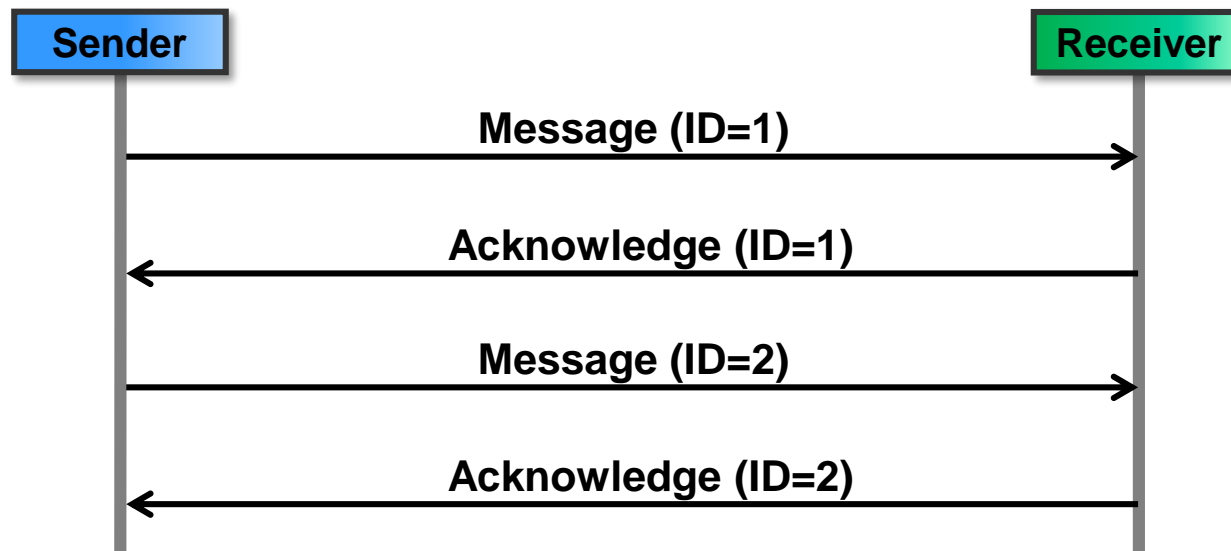 Sender
Receiver
Message (ID=1)
Acknowledge (ID=1)
Message (ID=2)
Acknowledge (ID=2)